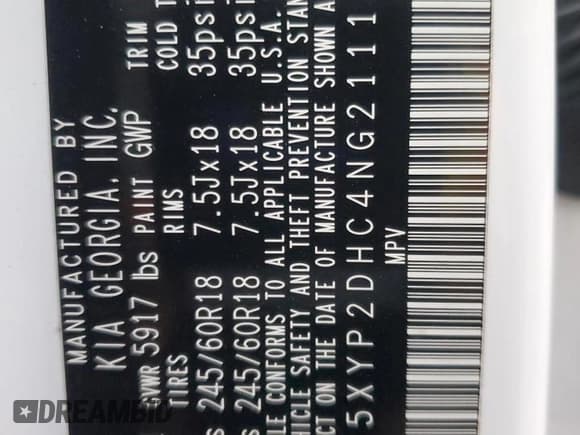 MANUFACTURED BY
KIA GEORGIA, INC.
GVWR 5917 lbs PAINT GWP TRIM
TIRES RIMS COLD
245/60R18 7.5Jx18 35psi
245/60R18 7.5Jx18 35psi
CONFORMS TO ALL APPLICABLE U.S.A.
SAFETY AND THEFT PREVENTION
ON THE DATE OF MANUFACTURE SHOWN
5XYP2DHC4NG2111
MPV
DREAMBID